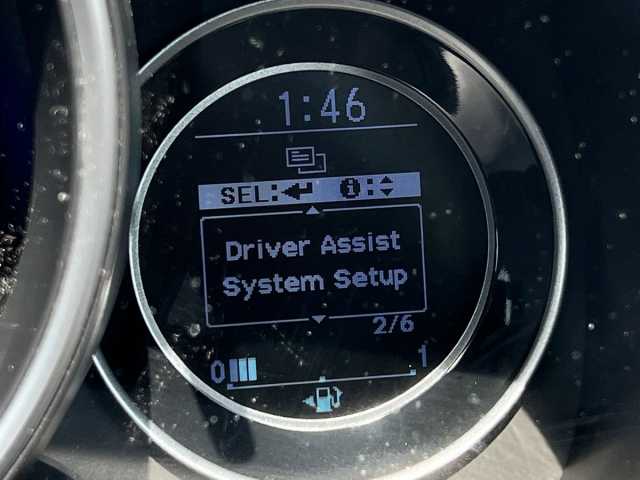 1:46
SEL: i:
Driver Assist
System Setup
2/6
0 1